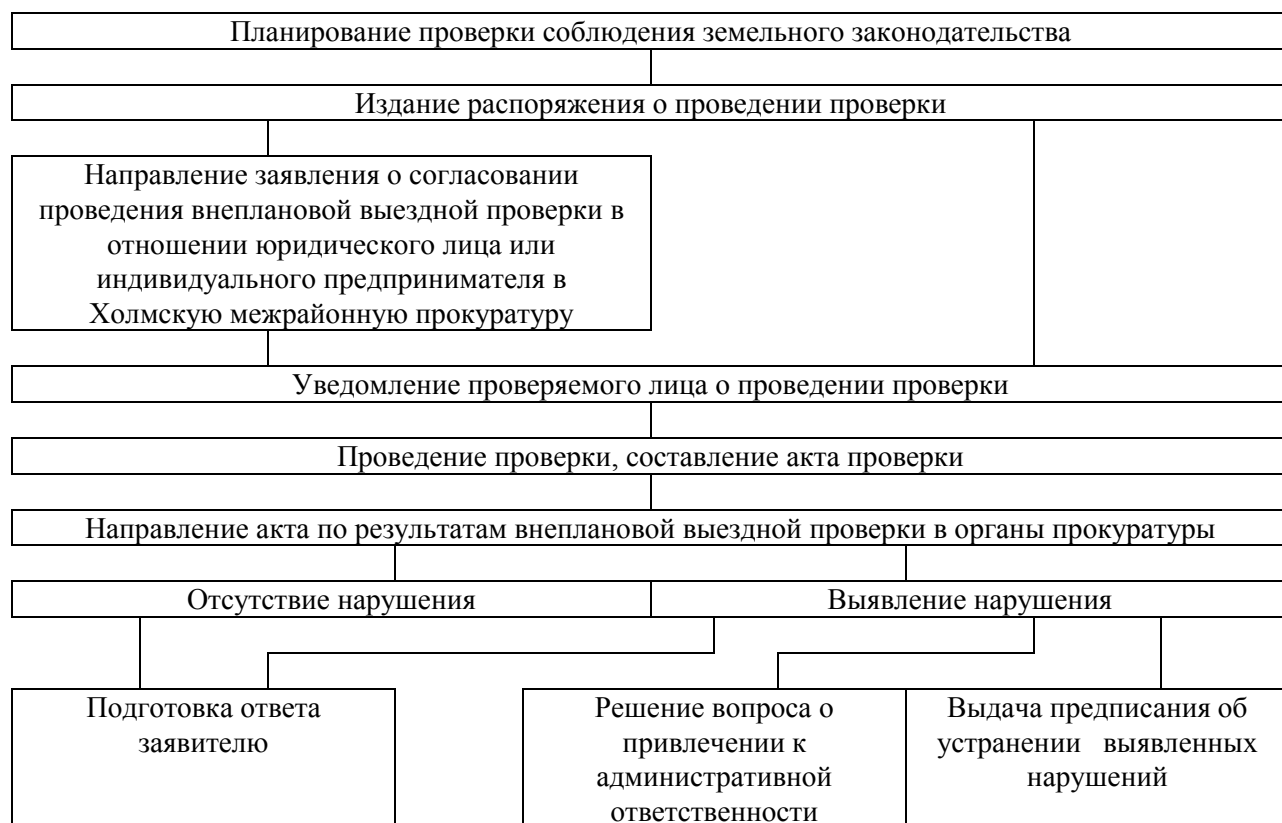 Планирование проверки соблюдения земельного законодательства
Издание распоряжения о проведении проверки
Направление заявления о согласовании
проведения внеплановой выездной проверки в
отношении юридического лица или
индивидуального предпринимателя в
Холмскую межрайонную прокуратуру
Уведомление проверяемого лица о проведении проверки
Проведение проверки, составление акта проверки
Направление акта по результатам внеплановой выездной проверки в органы прокуратуры
Отсутствие нарушения
Выявление нарушения
Подготовка ответа
заявителю
Решение вопроса о
привлечении к
административной
ответственности
Выдача предписания об
устранении выявленных
нарушений